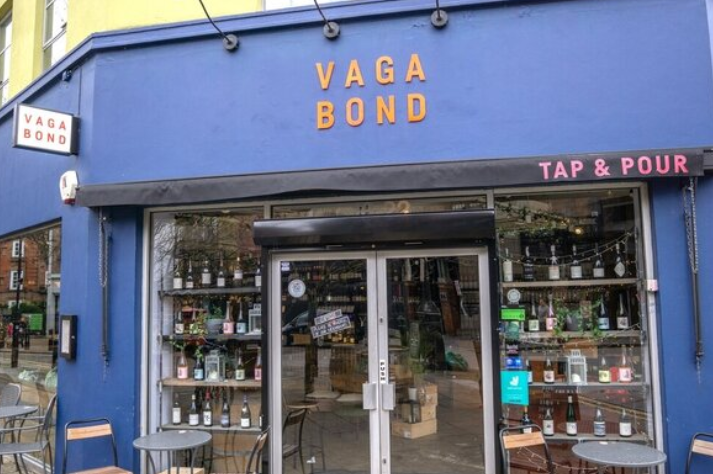 VAGA
BOND
VAGA
BOND
TAP & POUR
PUSH